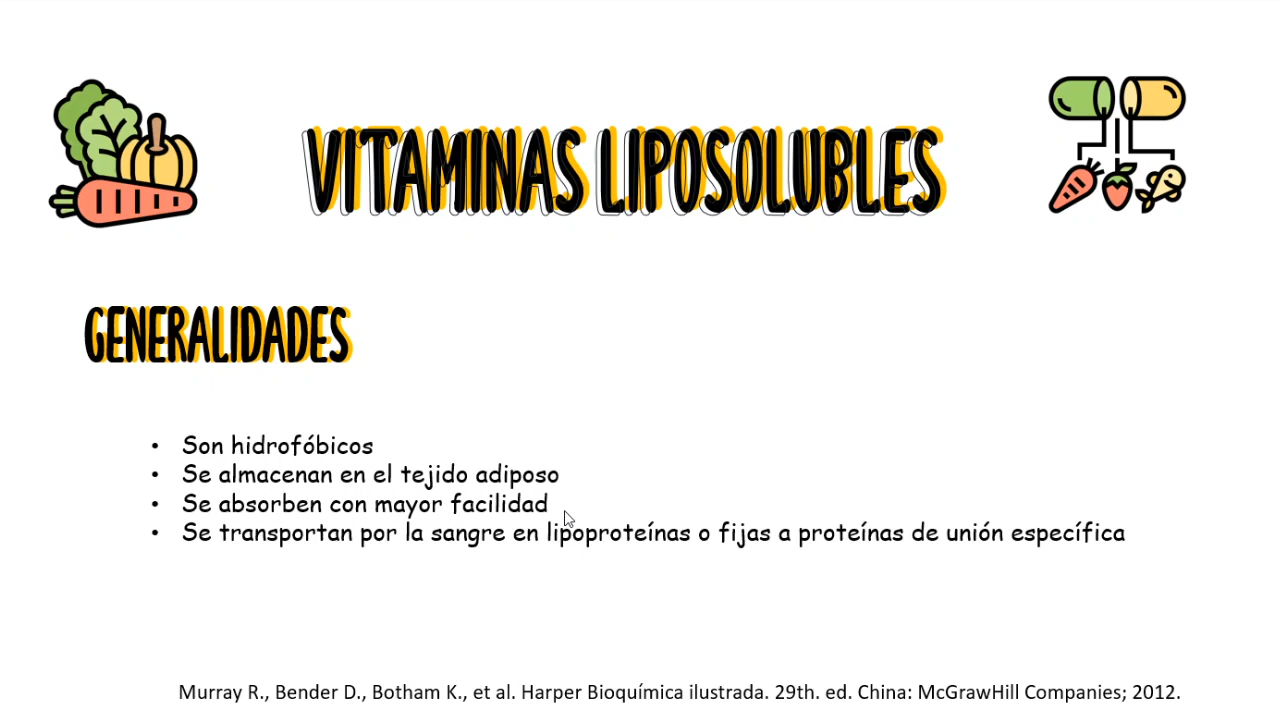 VITAMINAS LIPOSOLUBLES
GENERALIDADES
• Son hidrofóbicos
• Se almacenan en el tejido adiposo
• Se absorben con mayor facilidad
• Se transportan por la sangre en lipoproteínas o fijas a proteínas de unión específica
Murray R., Bender D., Botham K., et al. Harper Bioquímica ilustrada. 29th. ed. China: McGrawHill Companies; 2012.